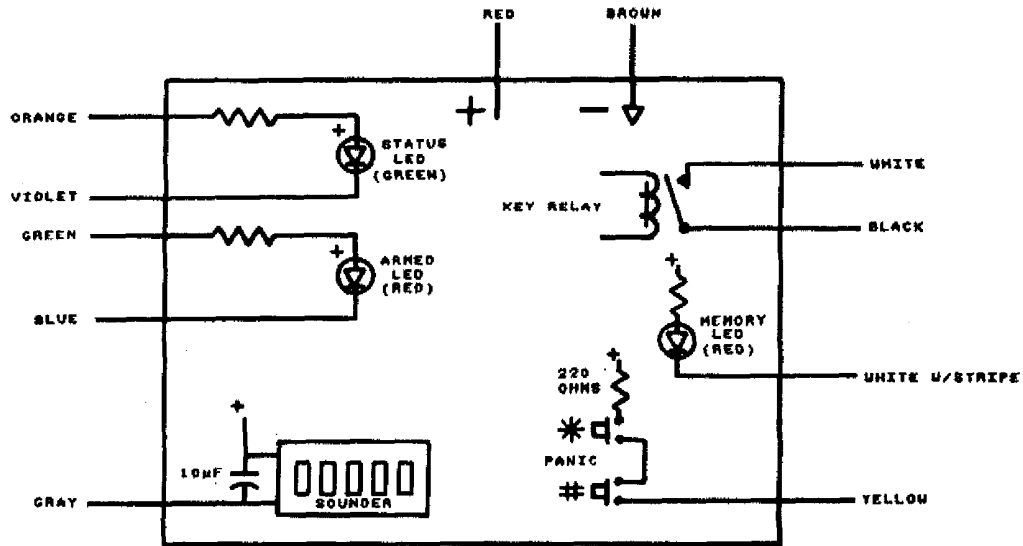 RED
BROWN
+
−
ORANGE
+
STATUS
LED
(GREEN)
VIOLET
GREEN
+
ARMED
LED
(RED)
BLUE
KEY RELAY
WHITE
BLACK
+
MEMORY
LED
(RED)
WHITE W/STRIPE
+
220
OHMS
*
PANIC
#
YELLOW
+
10µF
SOUNDER
GRAY